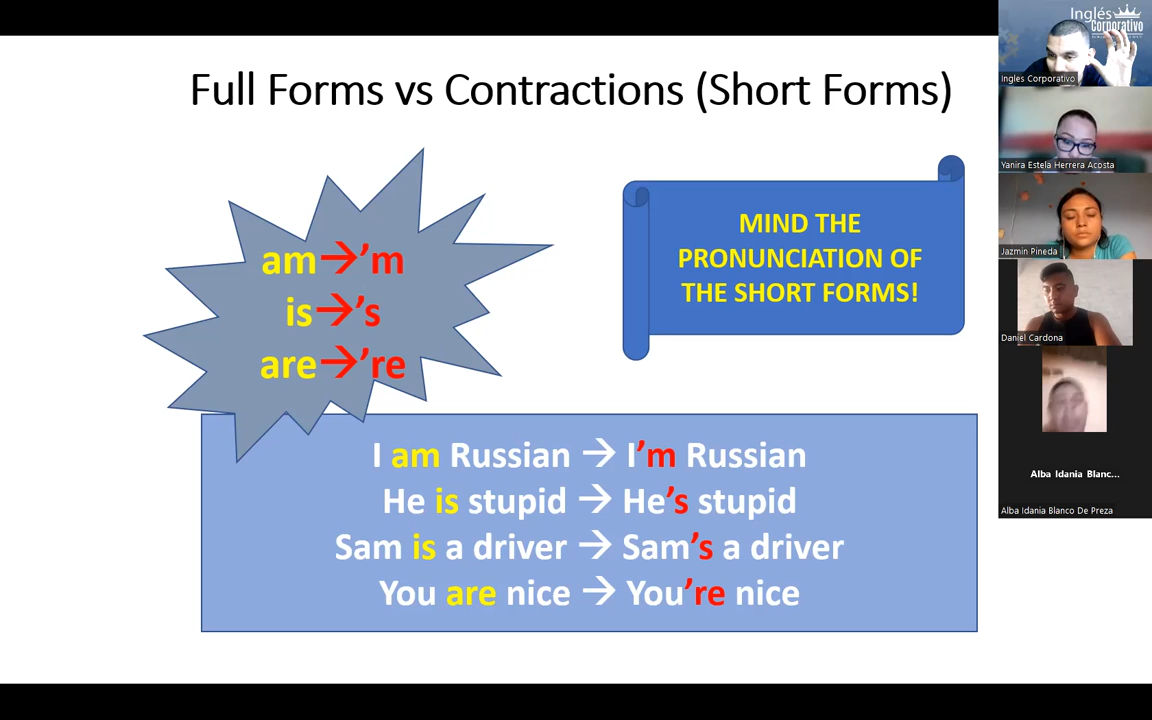 Full Forms vs Contractions (Short Forms)
am→’m
is→’s
are→’re
MIND THE
PRONUNCIATION OF
THE SHORT FORMS!
I am Russian → I’m Russian
He is stupid → He’s stupid
Sam is a driver → Sam’s a driver
You are nice → You’re nice
Inglés
Corporativo
Ingles Corporativo
Yanira Estela Herrera Acosta
Jazmin Pineda
Daniel Cardona
Alba Idania Blanc...
Alba Idania Blanco De Preza